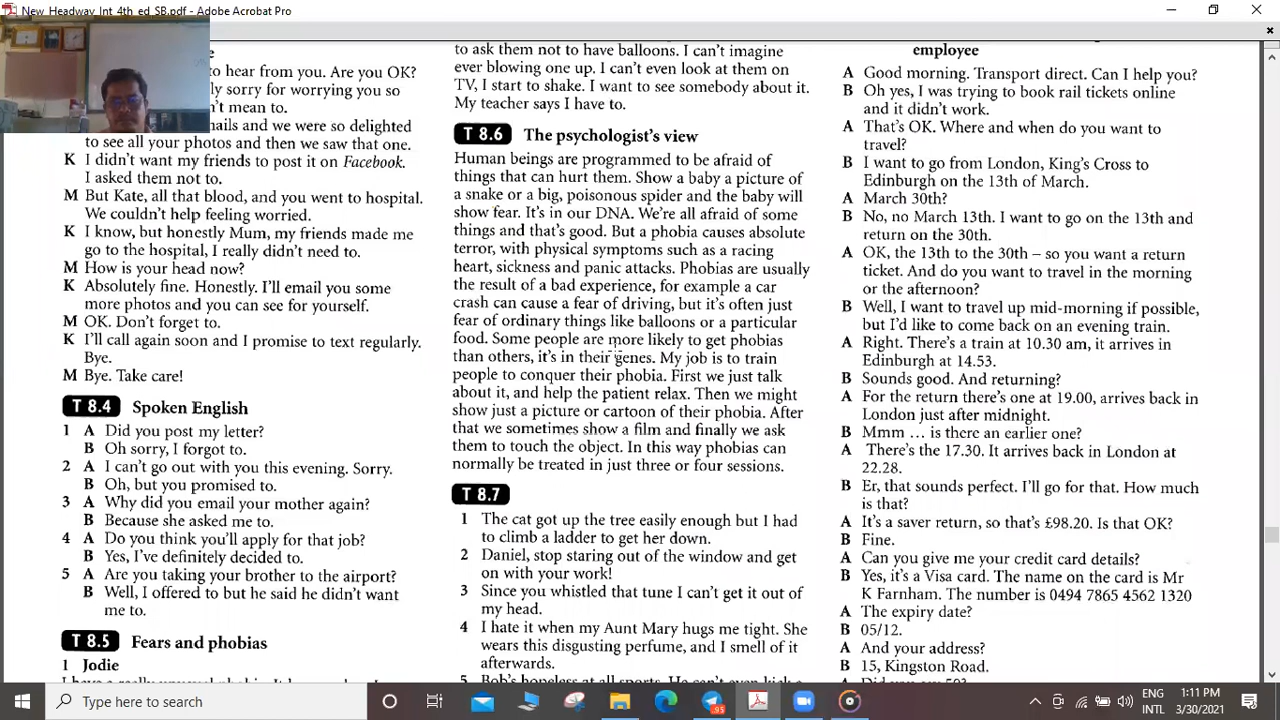 New_Headway_Int_4th_ed_SB.pdf - Adobe Acrobat Pro
to hear from you. Are you OK?
ly sorry for worrying you so
't mean to.
nails and we were so delighted
to see all your photos and then we saw that one.
K I didn't want my friends to post it on Facebook.
I asked them not to.
M But Kate, all that blood, and you went to hospital.
We couldn't help feeling worried.
K I know, but honestly Mum, my friends made me
go to the hospital, I really didn't need to.
M How is your head now?
K Absolutely fine. Honestly. I'll email you some
more photos and you can see for yourself.
M OK. Don't forget to.
K I'll call again soon and I promise to text regularly.
Bye.
M Bye. Take care!
T 8.4 Spoken English
1 A Did you post my letter?
B Oh sorry, I forgot to.
2 A I can't go out with you this evening. Sorry.
B Oh, but you promised to.
3 A Why did you email your mother again?
B Because she asked me to.
4 A Do you think you'll apply for that job?
B Yes, I've definitely decided to.
5 A Are you taking your brother to the airport?
B Well, I offered to but he said he didn't want
me to.
T 8.5 Fears and phobias
1 Jodie
to ask them not to have balloons. I can't imagine
ever blowing one up. I can't even look at them on
TV, I start to shake. I want to see somebody about it.
My teacher says I have to.
T 8.6 The psychologist's view
Human beings are programmed to be afraid of
things that can hurt them. Show a baby a picture of
a snake or a big, poisonous spider and the baby will
show fear. It's in our DNA. We're all afraid of some
things and that's good. But a phobia causes absolute
terror, with physical symptoms such as a racing
heart, sickness and panic attacks. Phobias are usually
the result of a bad experience, for example a car
crash can cause a fear of driving, but it's often just
fear of ordinary things like balloons or a particular
food. Some people are more likely to get phobias
than others, it's in their genes. My job is to train
people to conquer their phobia. First we just talk
about it, and help the patient relax. Then we might
show just a picture or cartoon of their phobia. After
that we sometimes show a film and finally we ask
them to touch the object. In this way phobias can
normally be treated in just three or four sessions.
T 8.7
1 The cat got up the tree easily enough but I had
to climb a ladder to get her down.
2 Daniel, stop staring out of the window and get
on with your work!
3 Since you whistled that tune I can't get it out of
my head.
4 I hate it when my Aunt Mary hugs me tight. She
wears this disgusting perfume, and I smell of it
afterwards.
5 Bob's hopeless at all sports. He can't even kick a
employee
A Good morning. Transport direct. Can I help you?
B Oh yes, I was trying to book rail tickets online
and it didn't work.
A That's OK. Where and when do you want to
travel?
B I want to go from London, King's Cross to
Edinburgh on the 13th of March.
A March 30th?
B No, no March 13th. I want to go on the 13th and
return on the 30th.
A OK, the 13th to the 30th – so you want a return
ticket. And do you want to travel in the morning
or the afternoon?
B Well, I want to travel up mid-morning if possible,
but I'd like to come back on an evening train.
A Right. There's a train at 10.30 am, it arrives in
Edinburgh at 14.53.
B Sounds good. And returning?
A For the return there's one at 19.00, arrives back in
London just after midnight.
B Mmm … is there an earlier one?
A There's the 17.30. It arrives back in London at
22.28.
B Er, that sounds perfect. I'll go for that. How much
is that?
A It's a saver return, so that's £98.20. Is that OK?
B Fine.
A Can you give me your credit card details?
B Yes, it's a Visa card. The name on the card is Mr
K Farnham. The number is 0494 7865 4562 1320
A The expiry date?
B 05/12.
A And your address?
B 15, Kingston Road.
Type here to search
95
ENG
INTL
1:11 PM
3/30/2021